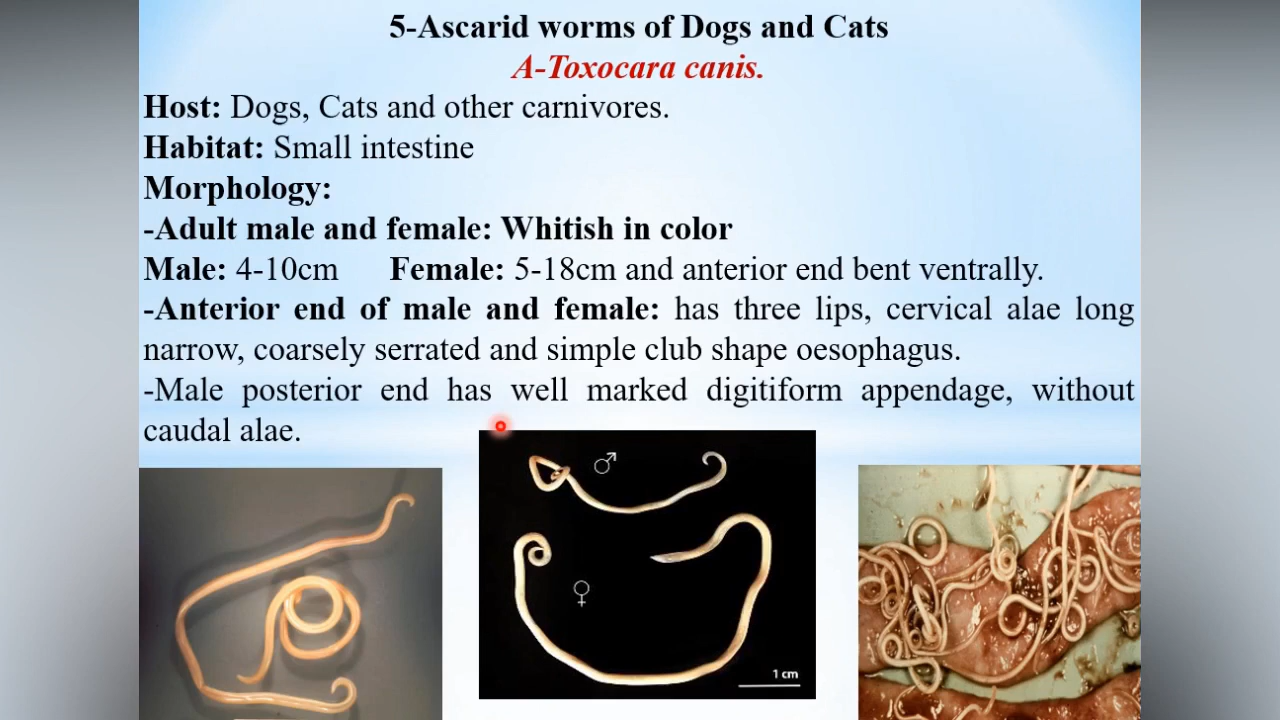 5-Ascarid worms of Dogs and Cats
A-Toxocara canis.
Host: Dogs, Cats and other carnivores.
Habitat: Small intestine
Morphology:
-Adult male and female: Whitish in color
Male: 4-10cm Female: 5-18cm and anterior end bent ventrally.
-Anterior end of male and female: has three lips, cervical alae long
narrow, coarsely serrated and simple club shape oesophagus.
-Male posterior end has well marked digitiform appendage, without
caudal alae.
♂
♀
1 cm